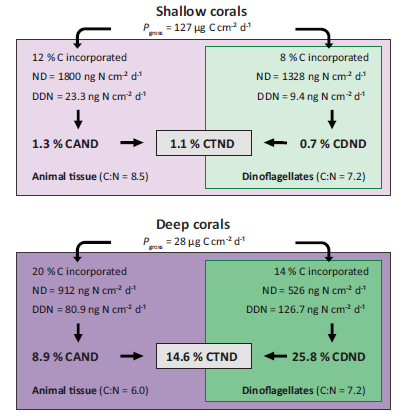 Shallow corals
Pgross = 127 µg C cm⁻² d⁻¹
12 % C incorporated
8 % C incorporated
ND = 1800 ng N cm⁻² d⁻¹
ND = 1328 ng N cm⁻² d⁻¹
DDN = 23.3 ng N cm⁻² d⁻¹
DDN = 9.4 ng N cm⁻² d⁻¹
1.3 % CAND
1.1 % CTND
0.7 % CDND
Animal tissue (C:N = 8.5)
Dinoflagellates (C:N = 7.2)
Deep corals
Pgross = 28 µg C cm⁻² d⁻¹
20 % C incorporated
14 % C incorporated
ND = 912 ng N cm⁻² d⁻¹
ND = 526 ng N cm⁻² d⁻¹
DDN = 80.9 ng N cm⁻² d⁻¹
DDN = 126.7 ng N cm⁻² d⁻¹
8.9 % CAND
14.6 % CTND
25.8 % CDND
Animal tissue (C:N = 6.0)
Dinoflagellates (C:N = 7.2)